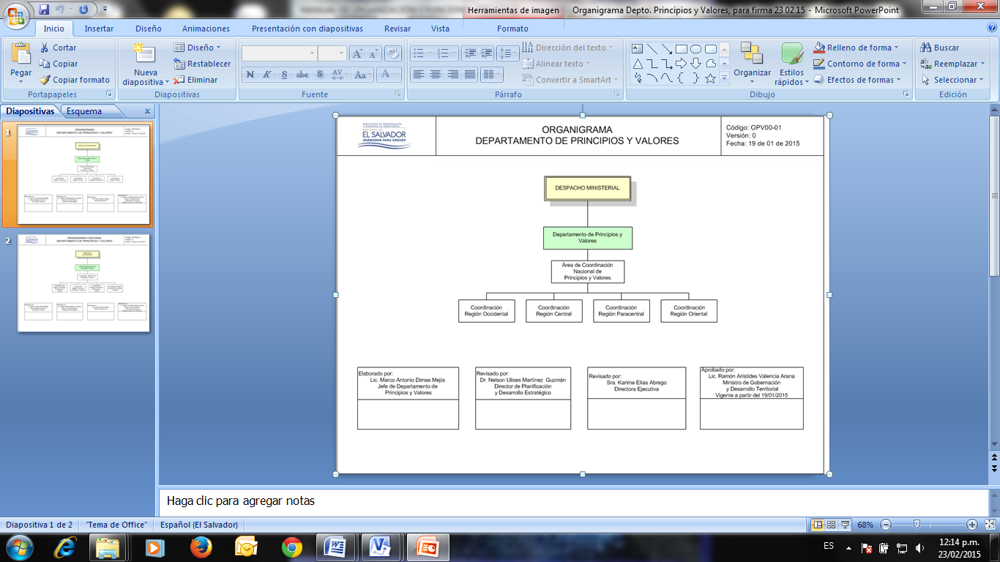 Herramientas de imagen
Organigrama Depto. Principios y Valores, para firma 23 02 15 - Microsoft PowerPoint
Inicio
Insertar
Diseño
Animaciones
Presentación con diapositivas
Revisar
Vista
Formato
Pegar
Cortar
Copiar
Copiar formato
Portapapeles
Nueva
diapositiva
Diseño
Restablecer
Eliminar
Diapositivas
N K S abc S AV Aa A
Fuente
Dirección del texto
Alinear texto
Convertir a SmartArt
Párrafo
Organizar
Estilos
rápidos
Relleno de forma
Contorno de forma
Efectos de formas
Dibujo
Buscar
Reemplazar
Seleccionar
Edición
Diapositivas
Esquema
x
1
2
EL SALVADOR
UNÁMONOS PARA CRECER
ORGANIGRAMA
DEPARTAMENTO DE PRINCIPIOS Y VALORES
Código: OPV00-01
Versión: 0
Fecha: 19 de 01 de 2015
DESPACHO MINISTERIAL
Departamento de Principios y
Valores
Área de Coordinación
Nacional de
Principios y Valores
Coordinación
Región Occidental
Coordinación
Región Central
Coordinación
Región Paracentral
Coordinación
Región Oriental
Elaborado por:
Lic. Marco Antonio Dimas Mejía
Jefe de Departamento de
Principios y Valores
Revisado por:
Dr. Nelson Ulises Martínez Guzmán
Director de Planificación
y Desarrollo Estratégico
Revisado por:
Sra. Karime Elías Abrego
Directora Ejecutiva
Aprobado por:
Lic. Ramón Arístides Valencia Arana
Ministro de Gobernación
y Desarrollo Territorial
Vigente a partir del 19/01/2015
Haga clic para agregar notas
Diapositiva 1 de 2
"Tema de Office"
Español (El Salvador)
68%
ES
12:14 p.m.
23/02/2015